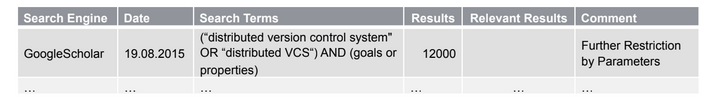 Search Engine Date Search Terms Results Relevant Results Comment
GoogleScholar 19.08.2015 ("distributed version control system" OR "distributed VCS") AND (goals or properties) 12000 Further Restriction by Parameters
... ... ... ... ... ...